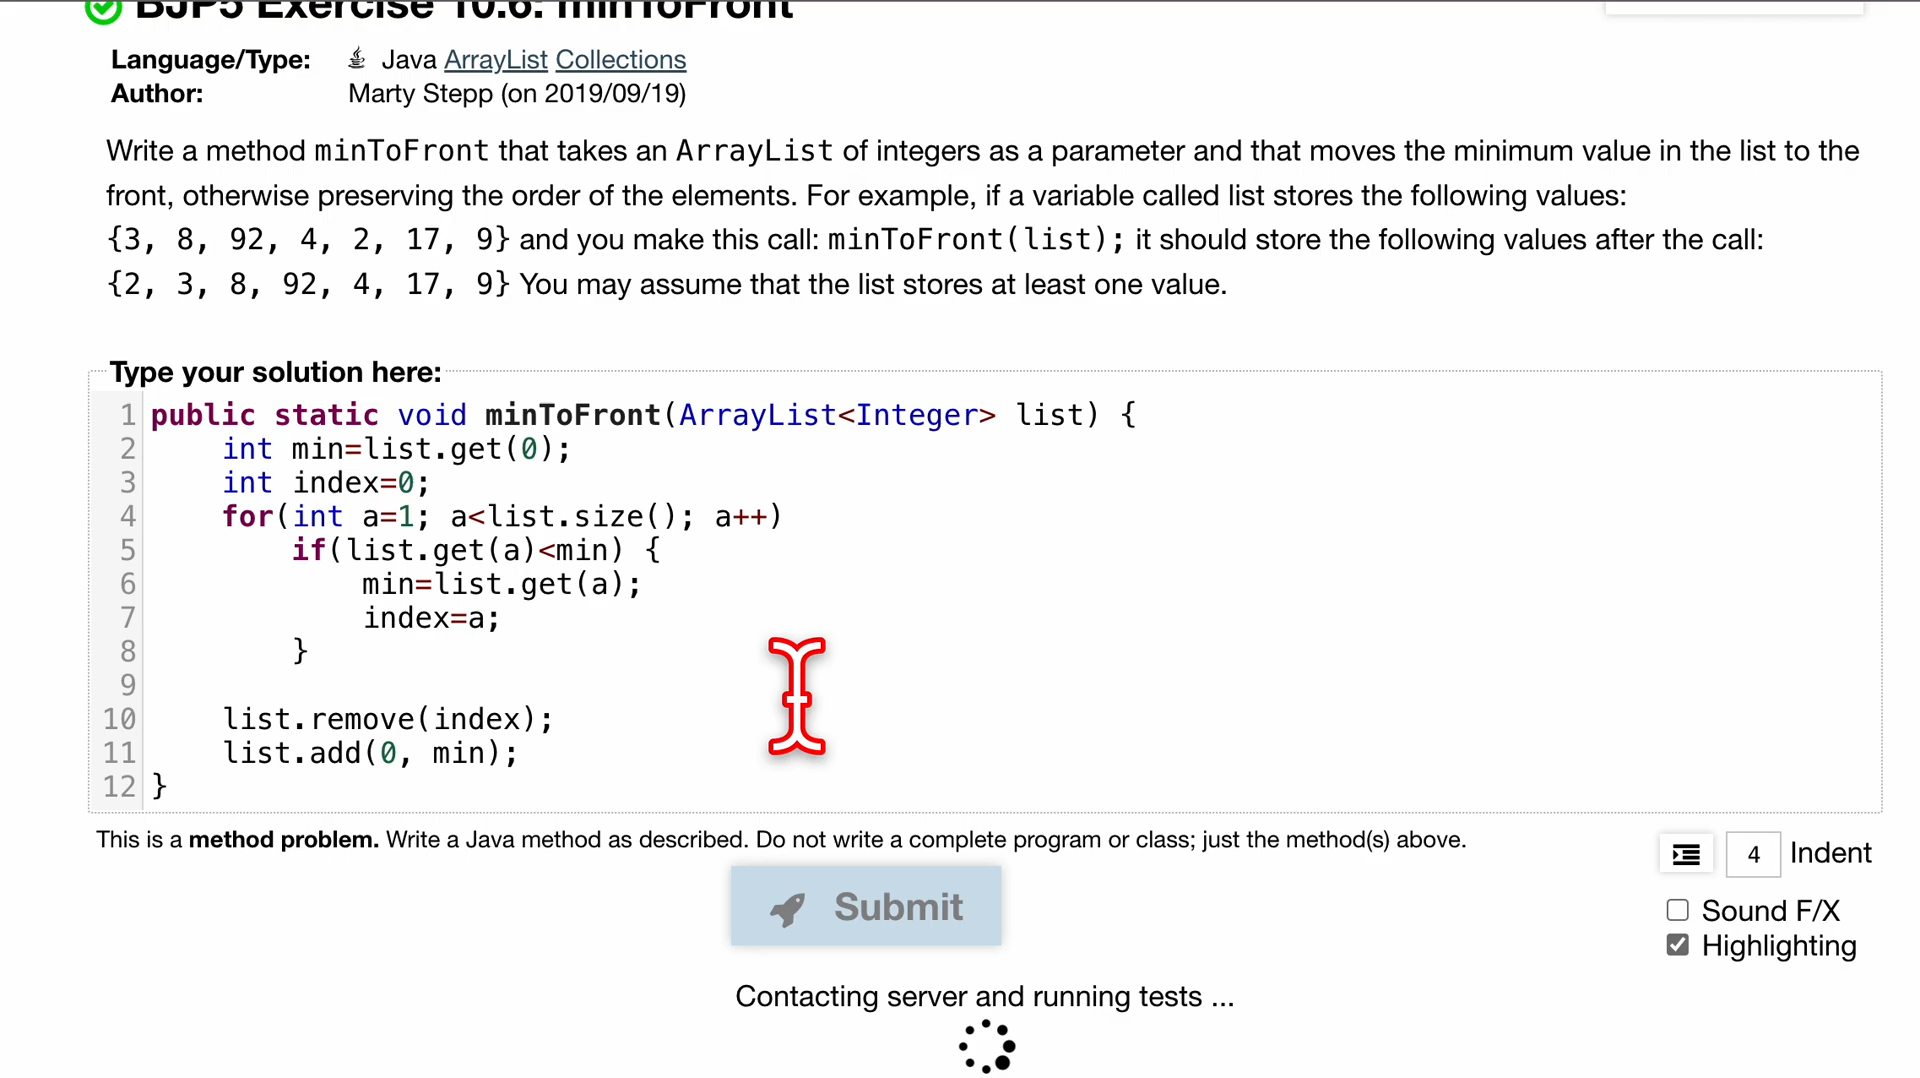 BJP5 Exercise 10.6: minToFront
Language/Type: Java ArrayList Collections
Author: Marty Stepp (on 2019/09/19)
Write a method minToFront that takes an ArrayList of integers as a parameter and that moves the minimum value in the list to the
front, otherwise preserving the order of the elements. For example, if a variable called list stores the following values:
{3, 8, 92, 4, 2, 17, 9} and you make this call: minToFront(list); it should store the following values after the call:
{2, 3, 8, 92, 4, 17, 9} You may assume that the list stores at least one value.
Type your solution here:
1 public static void minToFront(ArrayList<Integer> list) {
2     int min=list.get(0);
3     int index=0;
4     for(int a=1; a<list.size(); a++)
5         if(list.get(a)<min) {
6             min=list.get(a);
7             index=a;
8         }
9
10     list.remove(index);
11     list.add(0, min);
12 }
This is a method problem. Write a Java method as described. Do not write a complete program or class; just the method(s) above.
4 Indent
Submit
Sound F/X
Highlighting
Contacting server and running tests ...